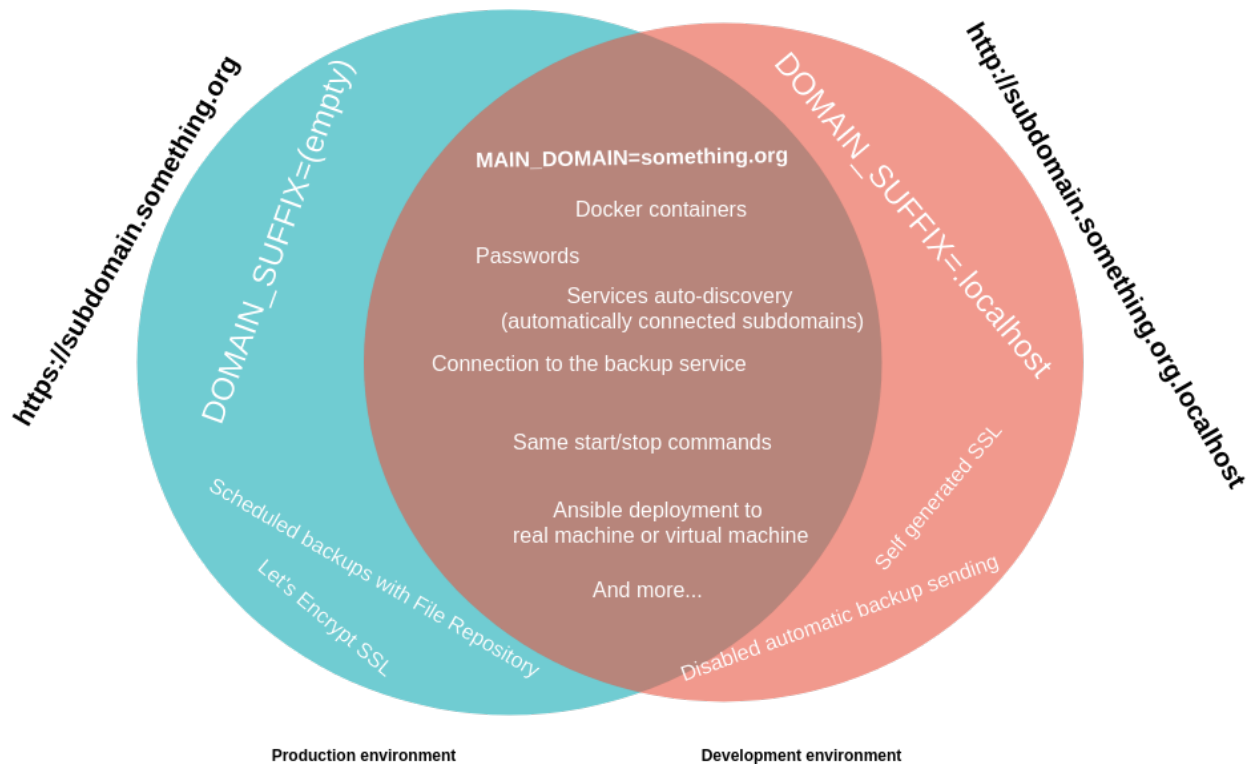 https://subdomain.something.org
DOMAIN_SUFFIX=(empty)
Scheduled backups with File Repository
Let's Encrypt SSL
MAIN_DOMAIN=something.org
Docker containers
Passwords
Services auto-discovery
(automatically connected subdomains)
Connection to the backup service
Same start/stop commands
Ansible deployment to
real machine or virtual machine
And more...
DOMAIN_SUFFIX=.localhost
http://subdomain.something.org.localhost
Self generated SSL
Disabled automatic backup sending
Production environment
Development environment